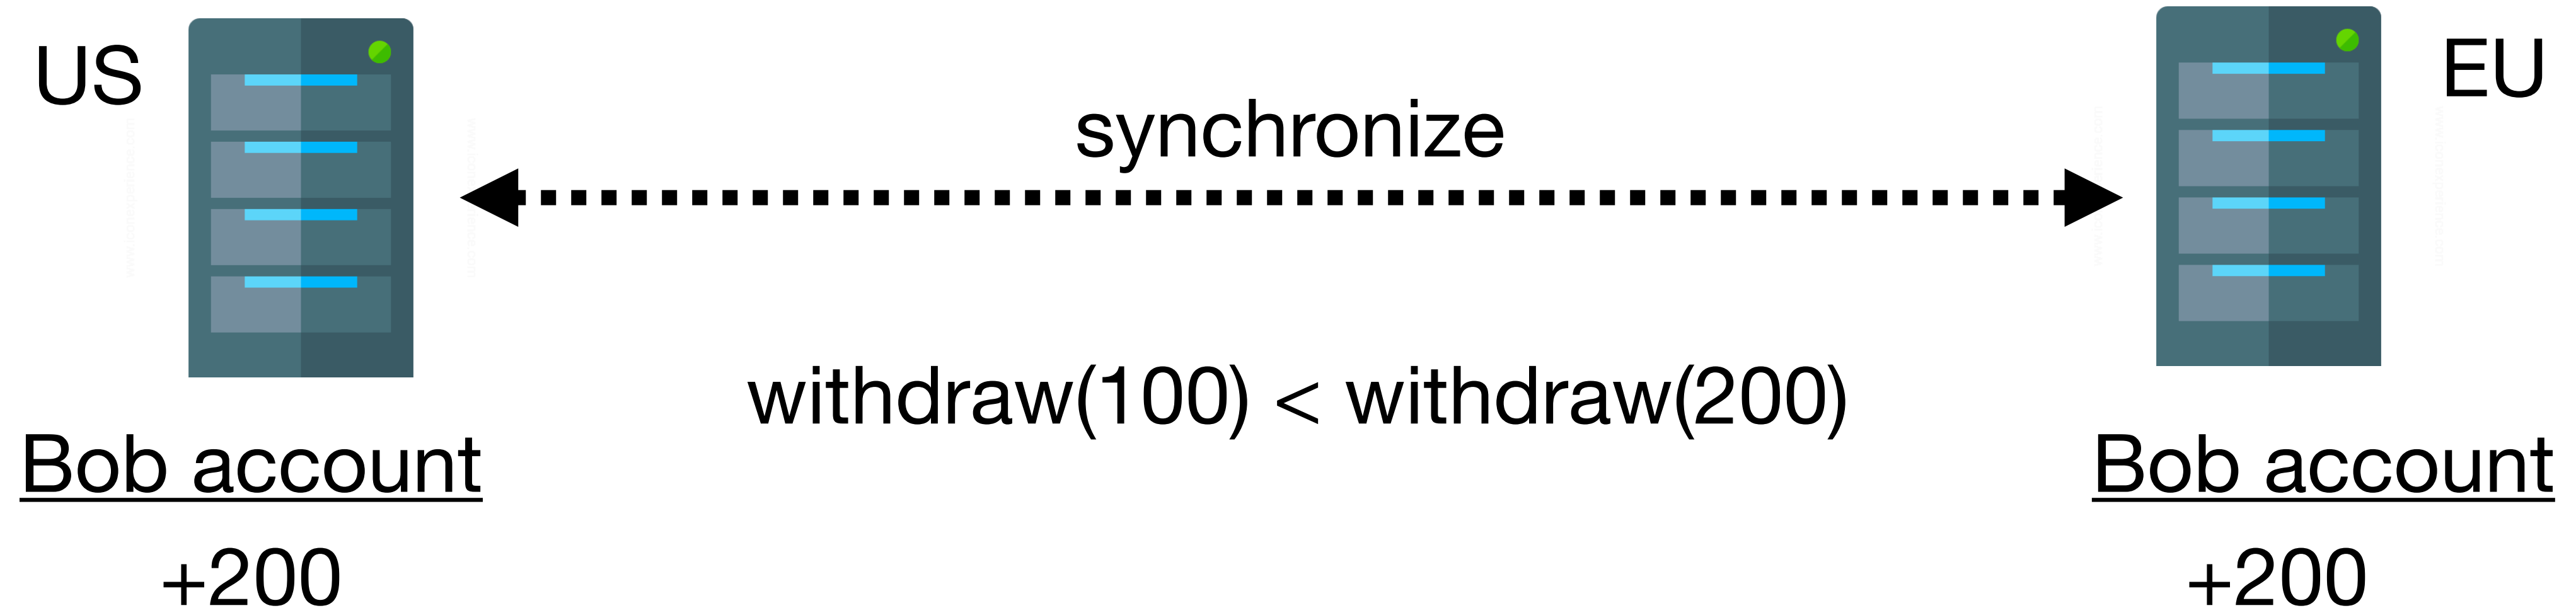 US
EU
synchronize
withdraw(100) < withdraw(200)
Bob account
+200
Bob account
+200